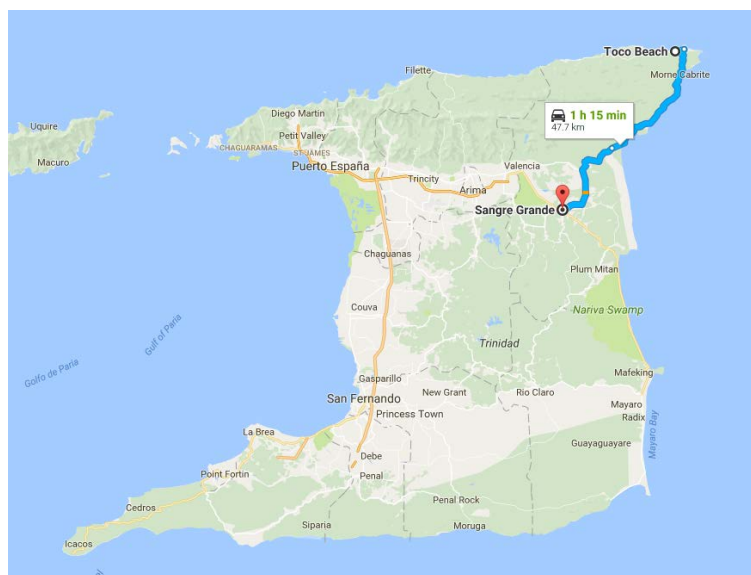 Toco Beach
Morne Cabrite
Filette
1 h 15 min
47.7 km
Diego Martin
Uquire
Petit Valley
CHAGUARAMAS
ST JAMES
Macuro
Puerto España
Valencia
Trincity
Arima
Sangre Grande
Chaguanas
Plum Mitan
Couva
Nariva Swamp
Gulf of Paria
Trinidad
Golfo de Paria
Gasparillo
Mafeking
New Grant
Rio Claro
San Fernando
Mayaro
Princess Town
Radix
Mayaro Bay
La Brea
Guayaguayare
Debe
Point Fortin
Penal
Penal Rock
Cedros
Siparia
Moruga
Icacos